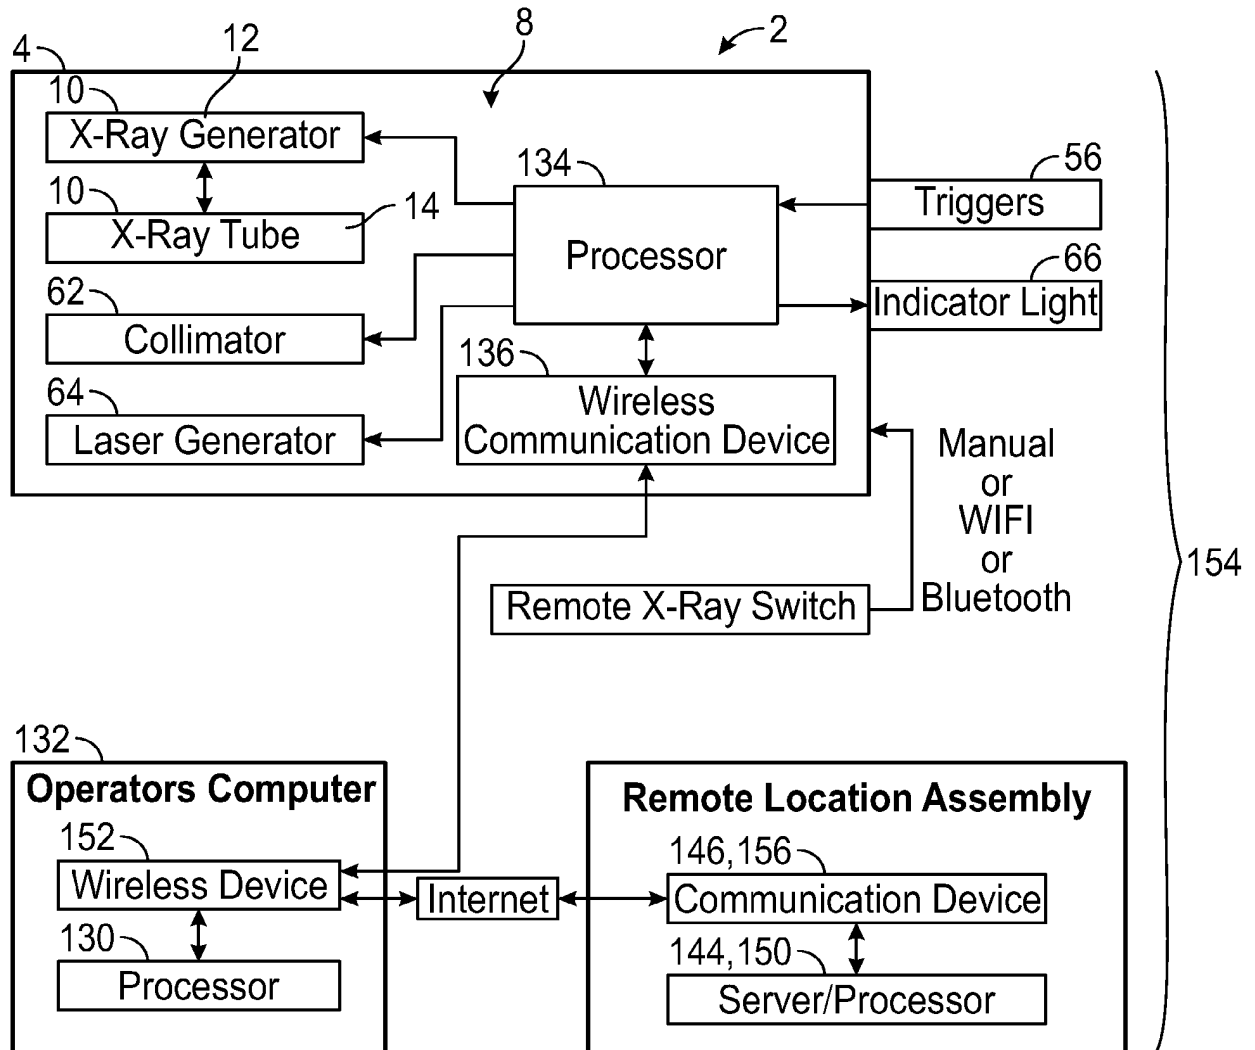 4
12
8
2
10
X-Ray Generator
10
14
X-Ray Tube
134
Processor
56
Triggers
66
Indicator Light
62
Collimator
136
Wireless
Communication Device
64
Laser Generator
Manual
or
WIFI
or
Bluetooth
154
Remote X-Ray Switch
132
Operators Computer
152
Wireless Device
130
Processor
Internet
Remote Location Assembly
146,156
Communication Device
144,150
Server/Processor